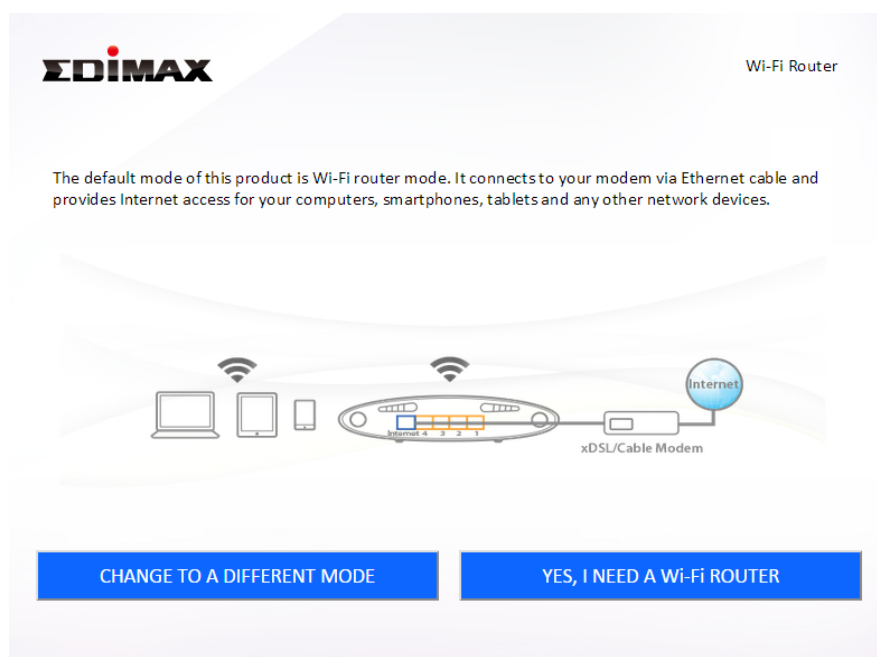 EDIMAX
Wi-Fi Router
The default mode of this product is Wi-Fi router mode. It connects to your modem via Ethernet cable and
provides Internet access for your computers, smartphones, tablets and any other network devices.
Internet
Internet 4 3 2 1
xDSL/Cable Modem
CHANGE TO A DIFFERENT MODE
YES, I NEED A Wi-Fi ROUTER